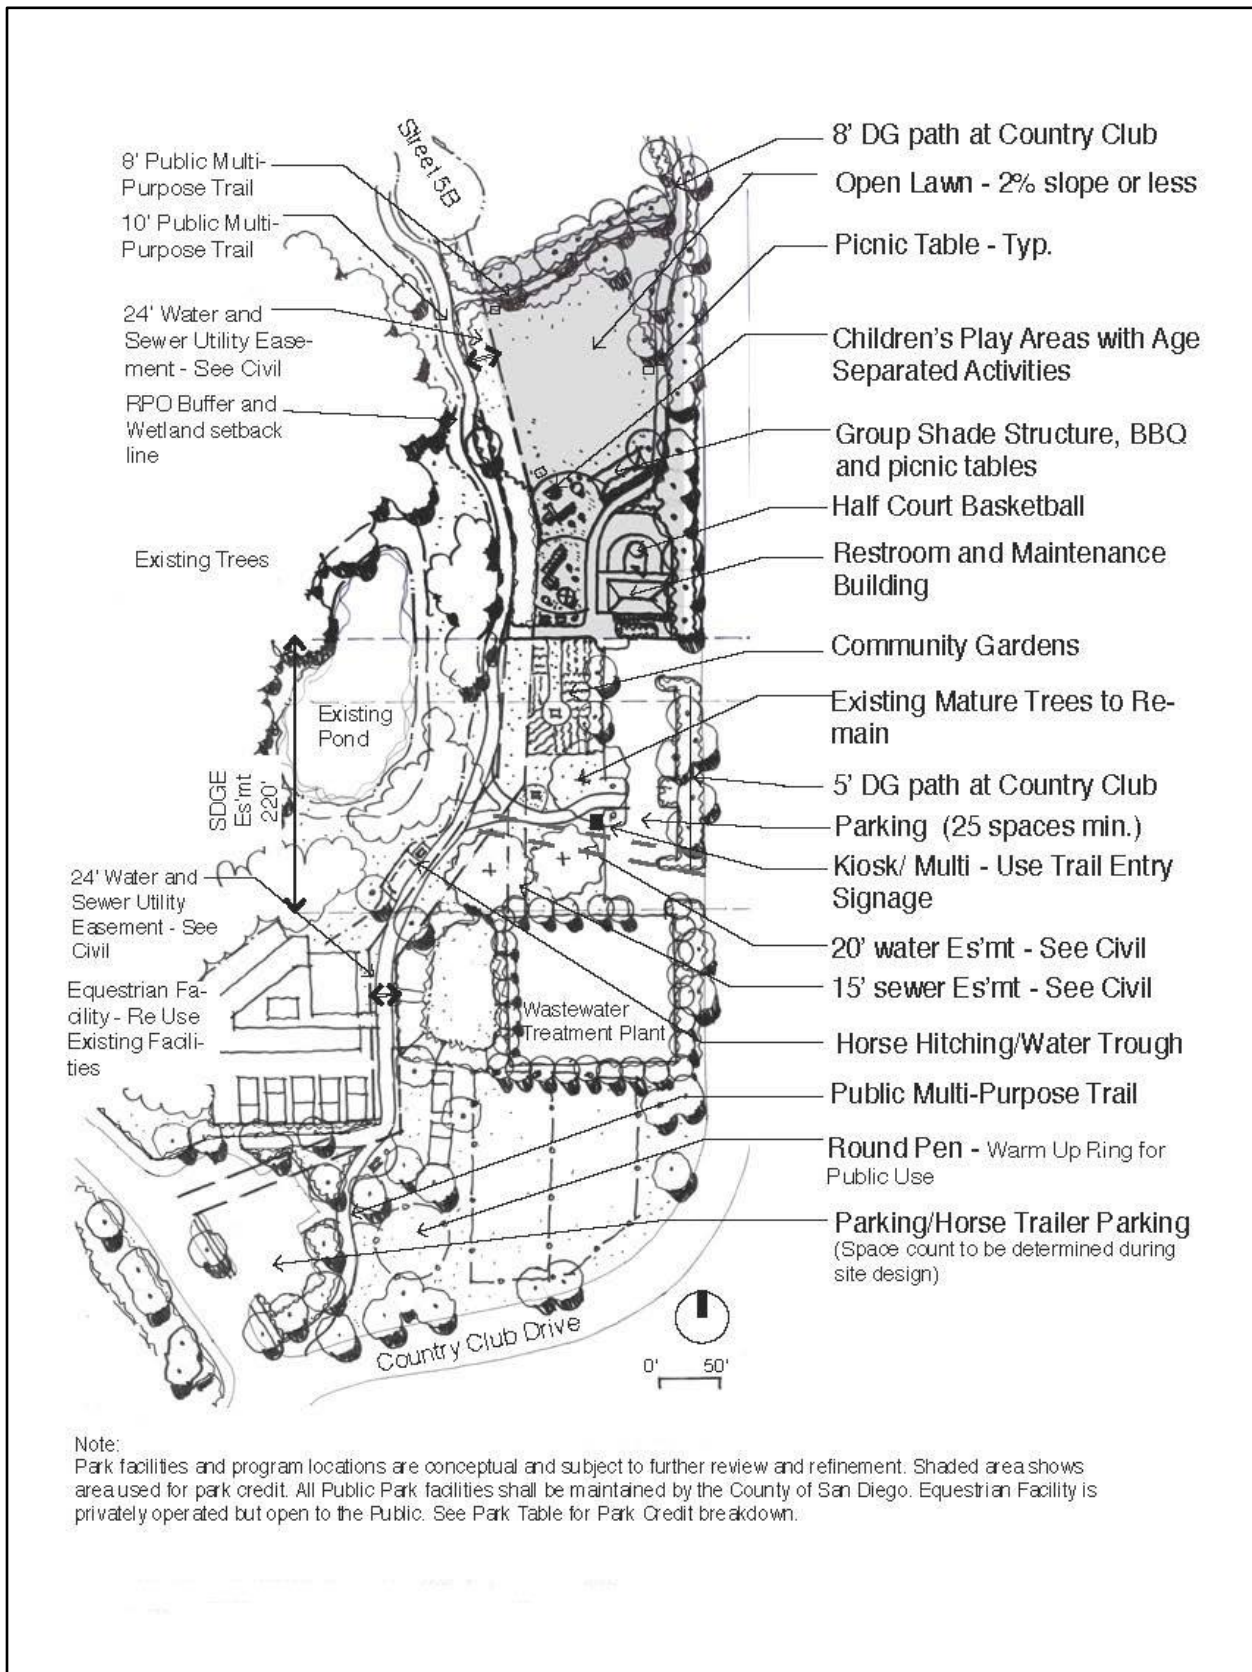 Street 5B
8' Public Multi-
Purpose Trail
10' Public Multi-
Purpose Trail
24' Water and
Sewer Utility Ease-
ment - See Civil
RPO Buffer and
Wetland setback
line
Existing Trees
Existing
Pond
SDGE
Es'mt
220'
24' Water and
Sewer Utility
Easement - See
Civil
Equestrian Fa-
cility - Re Use
Existing Facili-
ties
8' DG path at Country Club
Open Lawn - 2% slope or less
Picnic Table - Typ.
Children's Play Areas with Age
Separated Activities
Group Shade Structure, BBQ
and picnic tables
Half Court Basketball
Restroom and Maintenance
Building
Community Gardens
Existing Mature Trees to Re-
main
5' DG path at Country Club
Parking (25 spaces min.)
Kiosk/ Multi - Use Trail Entry
Signage
20' water Es'mt - See Civil
15' sewer Es'mt - See Civil
Wastewater
Treatment Plant
Horse Hitching/Water Trough
Public Multi-Purpose Trail
Round Pen - Warm Up Ring for
Public Use
Parking/Horse Trailer Parking
(Space count to be determined during
site design)
Country Club Drive
0' 50'
Note:
Park facilities and program locations are conceptual and subject to further review and refinement. Shaded area shows
area used for park credit. All Public Park facilities shall be maintained by the County of San Diego. Equestrian Facility is
privately operated but open to the Public. See Park Table for Park Credit breakdown.